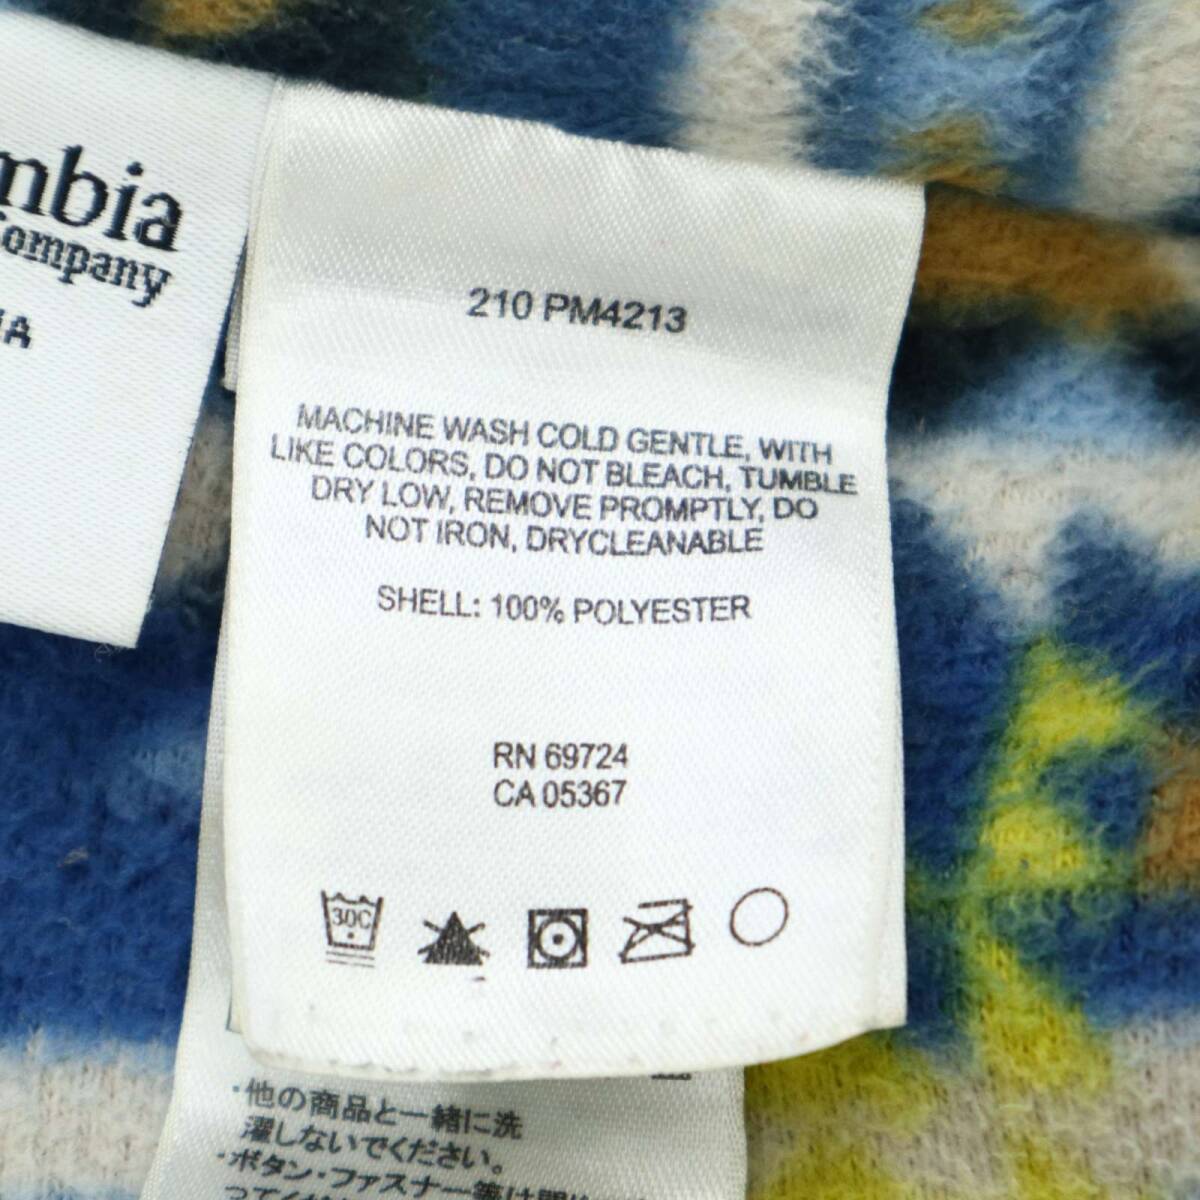 mbia
Company
IA
210 PM4213
MACHINE WASH COLD GENTLE, WITH
LIKE COLORS, DO NOT BLEACH, TUMBLE
DRY LOW, REMOVE PROMPTLY, DO
NOT IRON, DRYCLEANABLE
SHELL: 100% POLYESTER
RN 69724
CA 05367
30C
・他の商品と一緒に洗
濯しないでください。
・ボタン・ファスナー等は